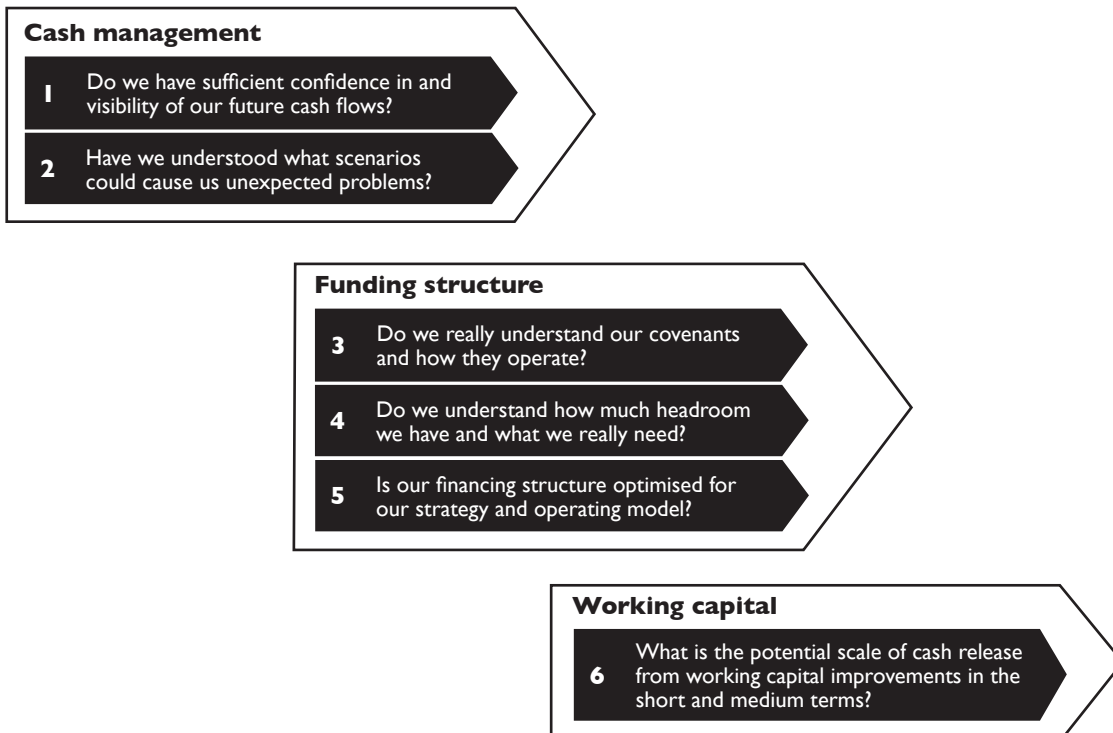 Cash management
1 Do we have sufficient confidence in and
visibility of our future cash flows?
2 Have we understood what scenarios
could cause us unexpected problems?
Funding structure
3 Do we really understand our covenants
and how they operate?
4 Do we understand how much headroom
we have and what we really need?
5 Is our financing structure optimised for
our strategy and operating model?
Working capital
6 What is the potential scale of cash release
from working capital improvements in the
short and medium terms?